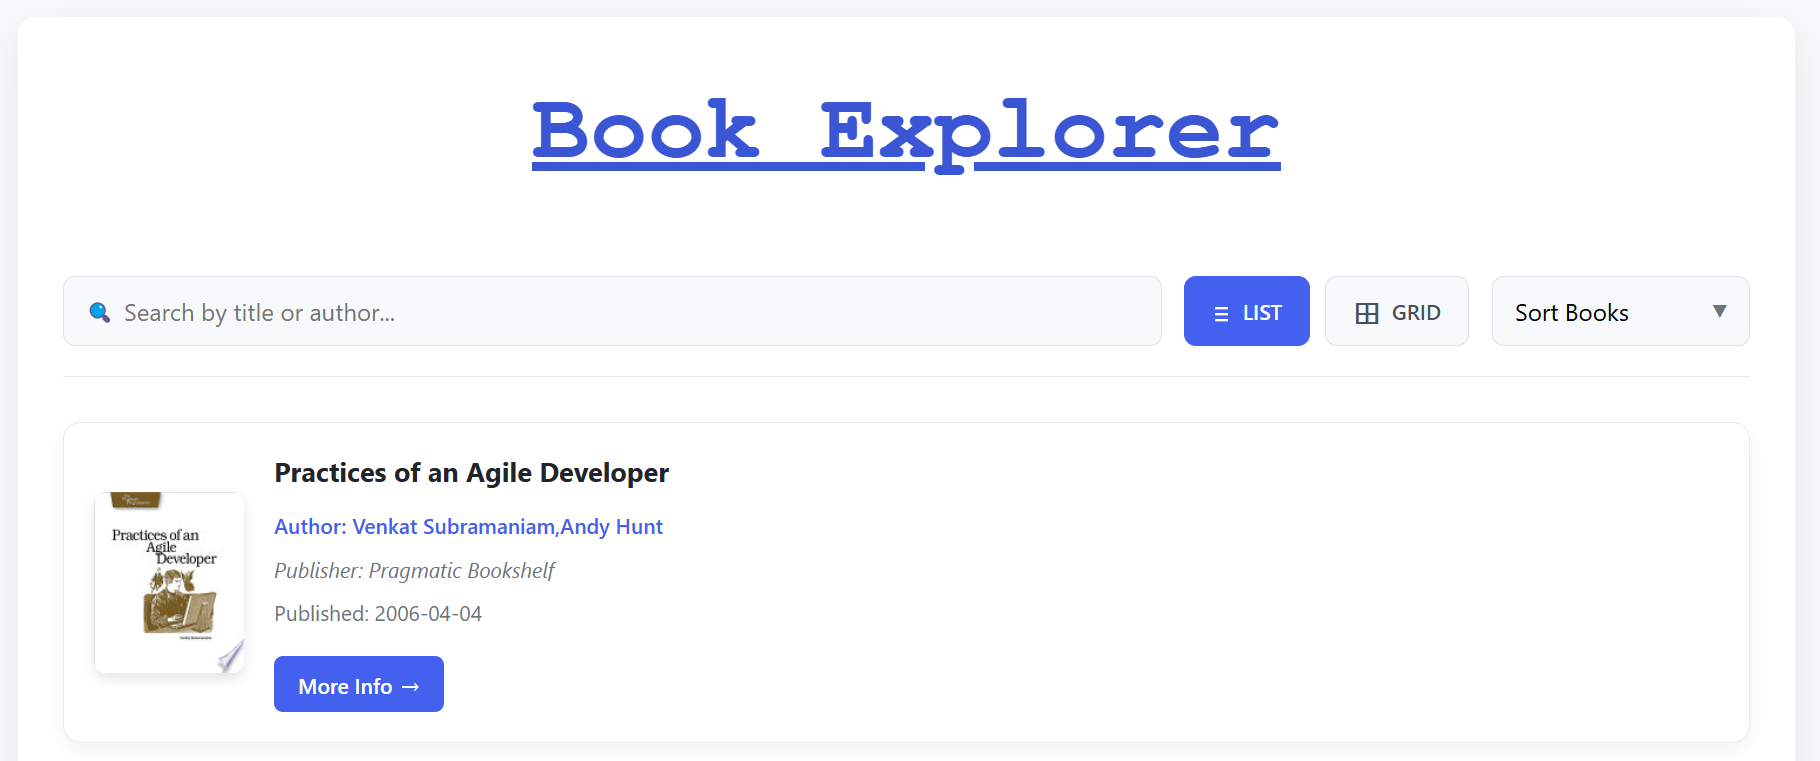 Book Explorer
Search by title or author...
LIST
GRID
Sort Books
Practices of an Agile Developer
Author: Venkat Subramaniam,Andy Hunt
Publisher: Pragmatic Bookshelf
Published: 2006-04-04
More Info →
Practices of an
Agile
Developer